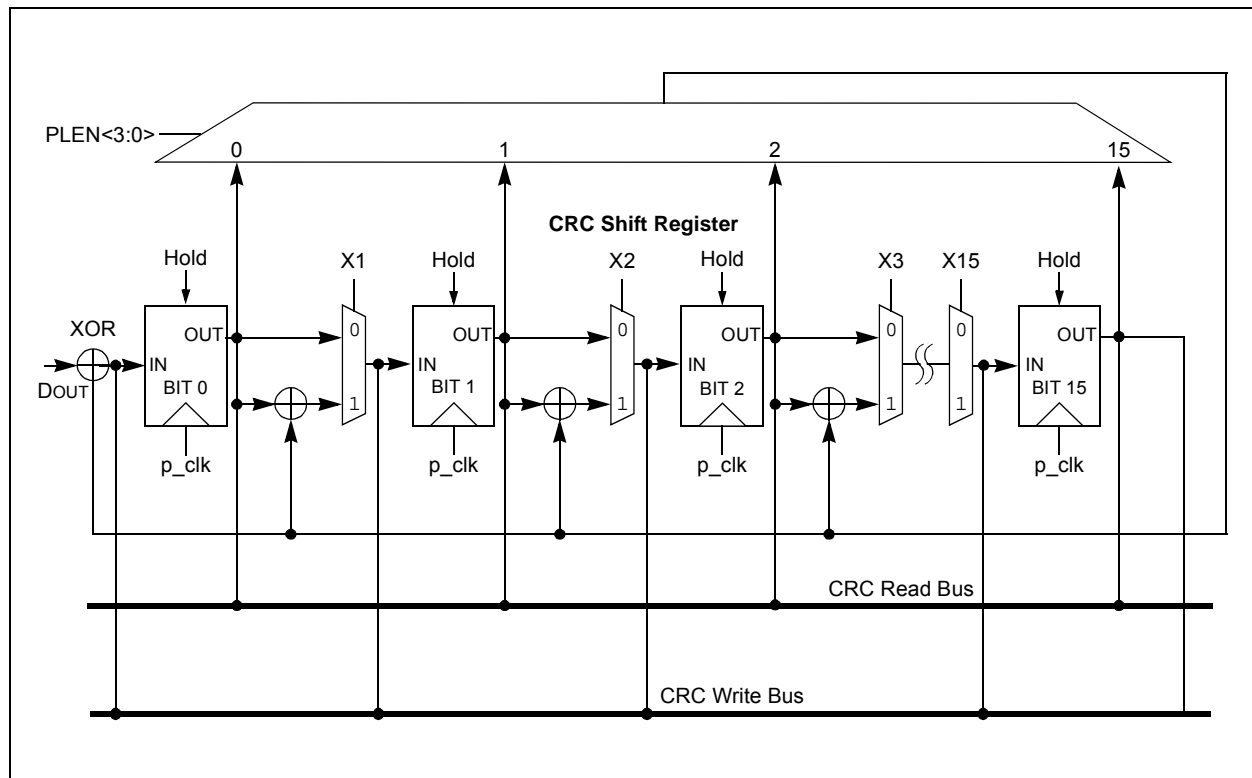 PLEN<3:0>
0 1 2 15
CRC Shift Register
Hold X1 Hold X2 Hold X3 X15 Hold
XOR
OUT 0 OUT 0 OUT 0 0 OUT
IN IN IN IN
DOUT
BIT 0 1 BIT 1 1 BIT 2 1 1 BIT 15
p_clk p_clk p_clk p_clk
CRC Read Bus
CRC Write Bus